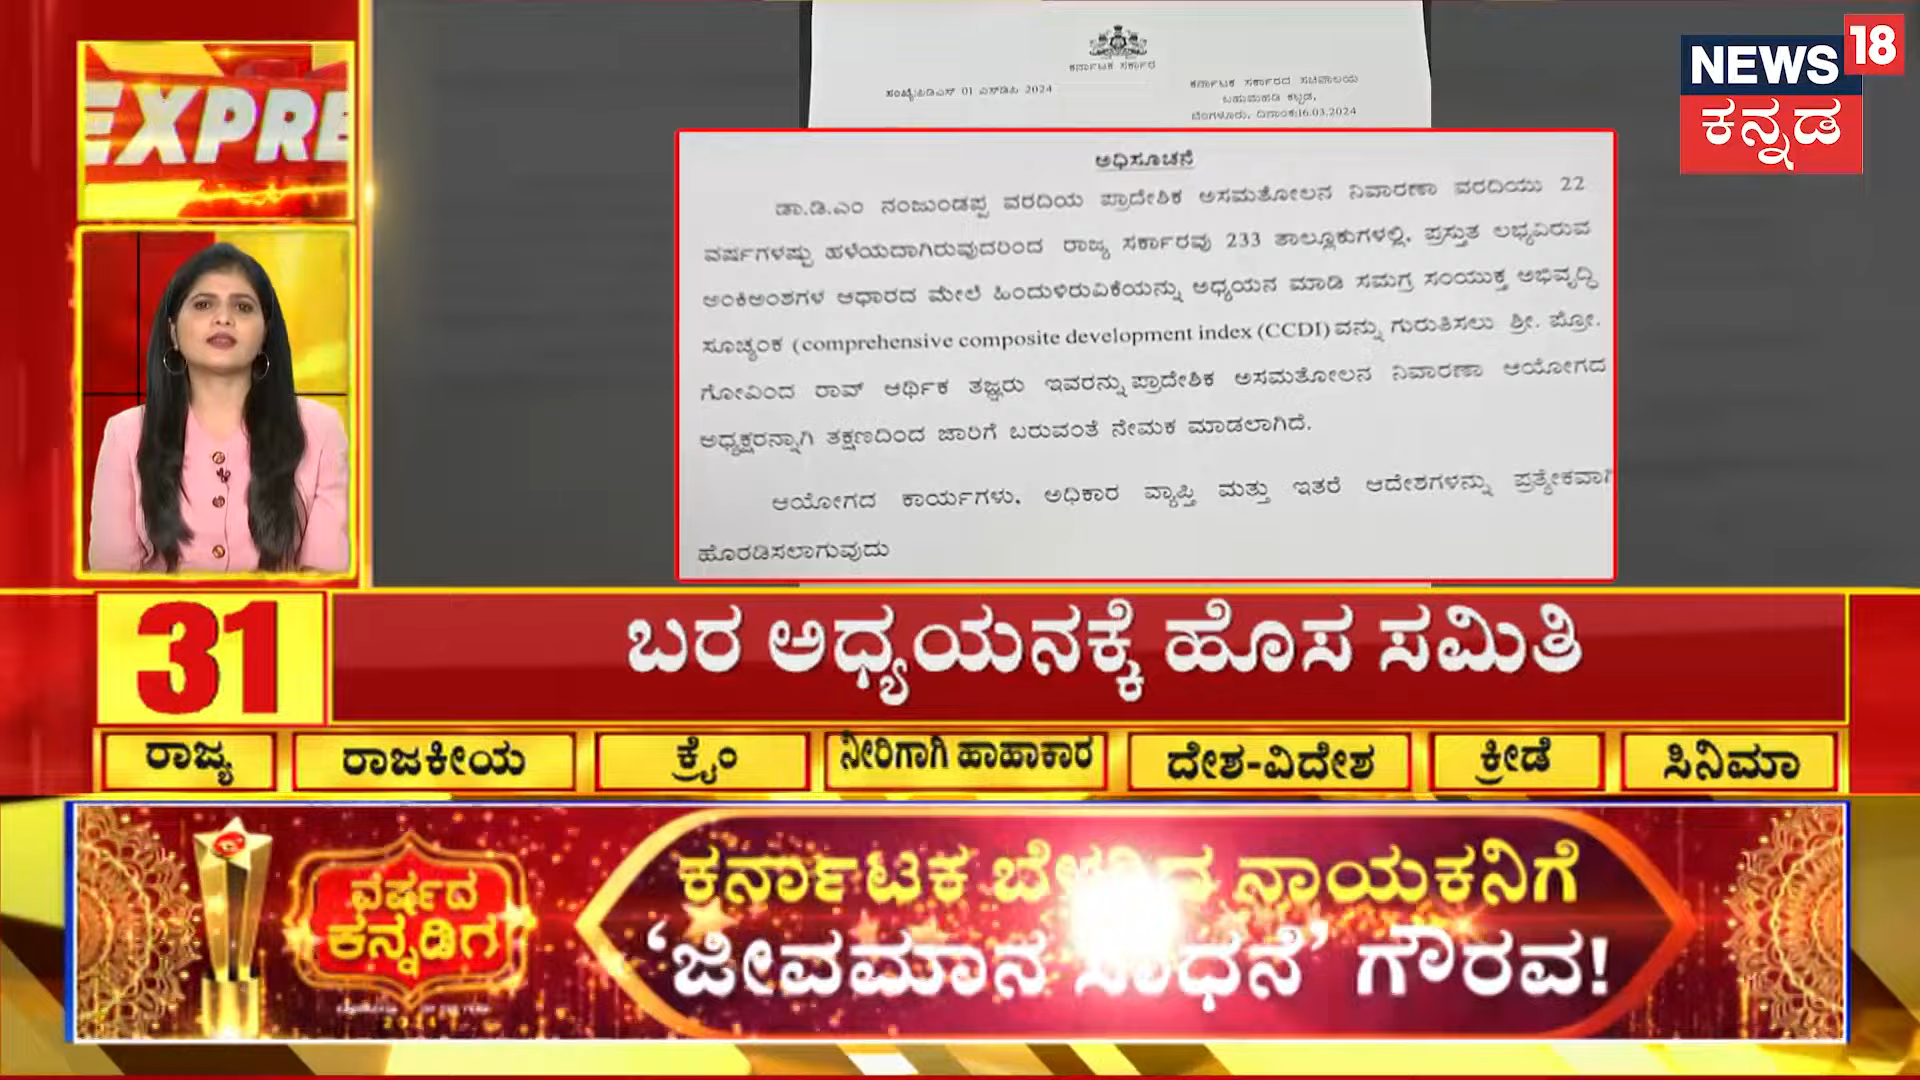 NEWS 18
ಕನ್ನಡ
EXPRE
ಕರ್ನಾಟಕ ಸರ್ಕಾರ
ಸಂಖ್ಯೆ:ಪಿಡಿಎಸ್ 01 ಎಸ್‌ಡಿಪಿ 2024
ಕರ್ನಾಟಕ ಸರ್ಕಾರದ ಸಚಿವಾಲಯ
ಬಹುಮಹಡಿ ಕಟ್ಟಡ,
ಬೆಂಗಳೂರು, ದಿನಾಂಕ:16.03.2024
ಅಧಿಸೂಚನೆ
ಡಾ.ಡಿ.ಎಂ ನಂಜುಂಡಪ್ಪ ವರದಿಯ ಪ್ರಾದೇಶಿಕ ಅಸಮತೋಲನ ನಿವಾರಣಾ ವರದಿಯು 22
ವರ್ಷಗಳಷ್ಟು ಹಳೆಯದಾಗಿರುವುದರಿಂದ ರಾಜ್ಯ ಸರ್ಕಾರವು 233 ತಾಲ್ಲೂಕುಗಳಲ್ಲಿ, ಪ್ರಸ್ತುತ ಲಭ್ಯವಿರುವ
ಅಂಕಿಅಂಶಗಳ ಆಧಾರದ ಮೇಲೆ ಹಿಂದುಳಿರುವಿಕೆಯನ್ನು ಅಧ್ಯಯನ ಮಾಡಿ ಸಮಗ್ರ ಸಂಯುಕ್ತ ಅಭಿವೃದ್ಧಿ
ಸೂಚ್ಯಂಕ (comprehensive composite development index (CCDI) ವನ್ನು ಗುರುತಿಸಲು ಶ್ರೀ. ಪ್ರೋ.
ಗೋವಿಂದ ರಾವ್ ಆರ್ಥಿಕ ತಜ್ಞರು ಇವರನ್ನು ಪ್ರಾದೇಶಿಕ ಅಸಮತೋಲನ ನಿವಾರಣಾ ಆಯೋಗದ
ಅಧ್ಯಕ್ಷರನ್ನಾಗಿ ತಕ್ಷಣದಿಂದ ಜಾರಿಗೆ ಬರುವಂತೆ ನೇಮಕ ಮಾಡಲಾಗಿದೆ.
ಆಯೋಗದ ಕಾರ್ಯಗಳು, ಅಧಿಕಾರ ವ್ಯಾಪ್ತಿ ಮತ್ತು ಇತರೆ ಆದೇಶಗಳನ್ನು ಪ್ರತ್ಯೇಕವಾಗಿ
ಹೊರಡಿಸಲಾಗುವುದು
31
ಬರ ಅಧ್ಯಯನಕ್ಕೆ ಹೊಸ ಸಮಿತಿ
ರಾಜ್ಯ ರಾಜಕೀಯ ಕ್ರೈಂ ನೀರಿಗಾಗಿ ಹಾಹಾಕಾರ ದೇಶ-ವಿದೇಶ ಕ್ರೀಡೆ ಸಿನಿಮಾ
ವರ್ಷದ
ಕನ್ನಡಿಗ
2024
ಕರ್ನಾಟಕ ನಾಯಕನಿಗೆ
‘ಜೀವಮಾನ ಸಾಧನೆ’ ಗೌರವ!